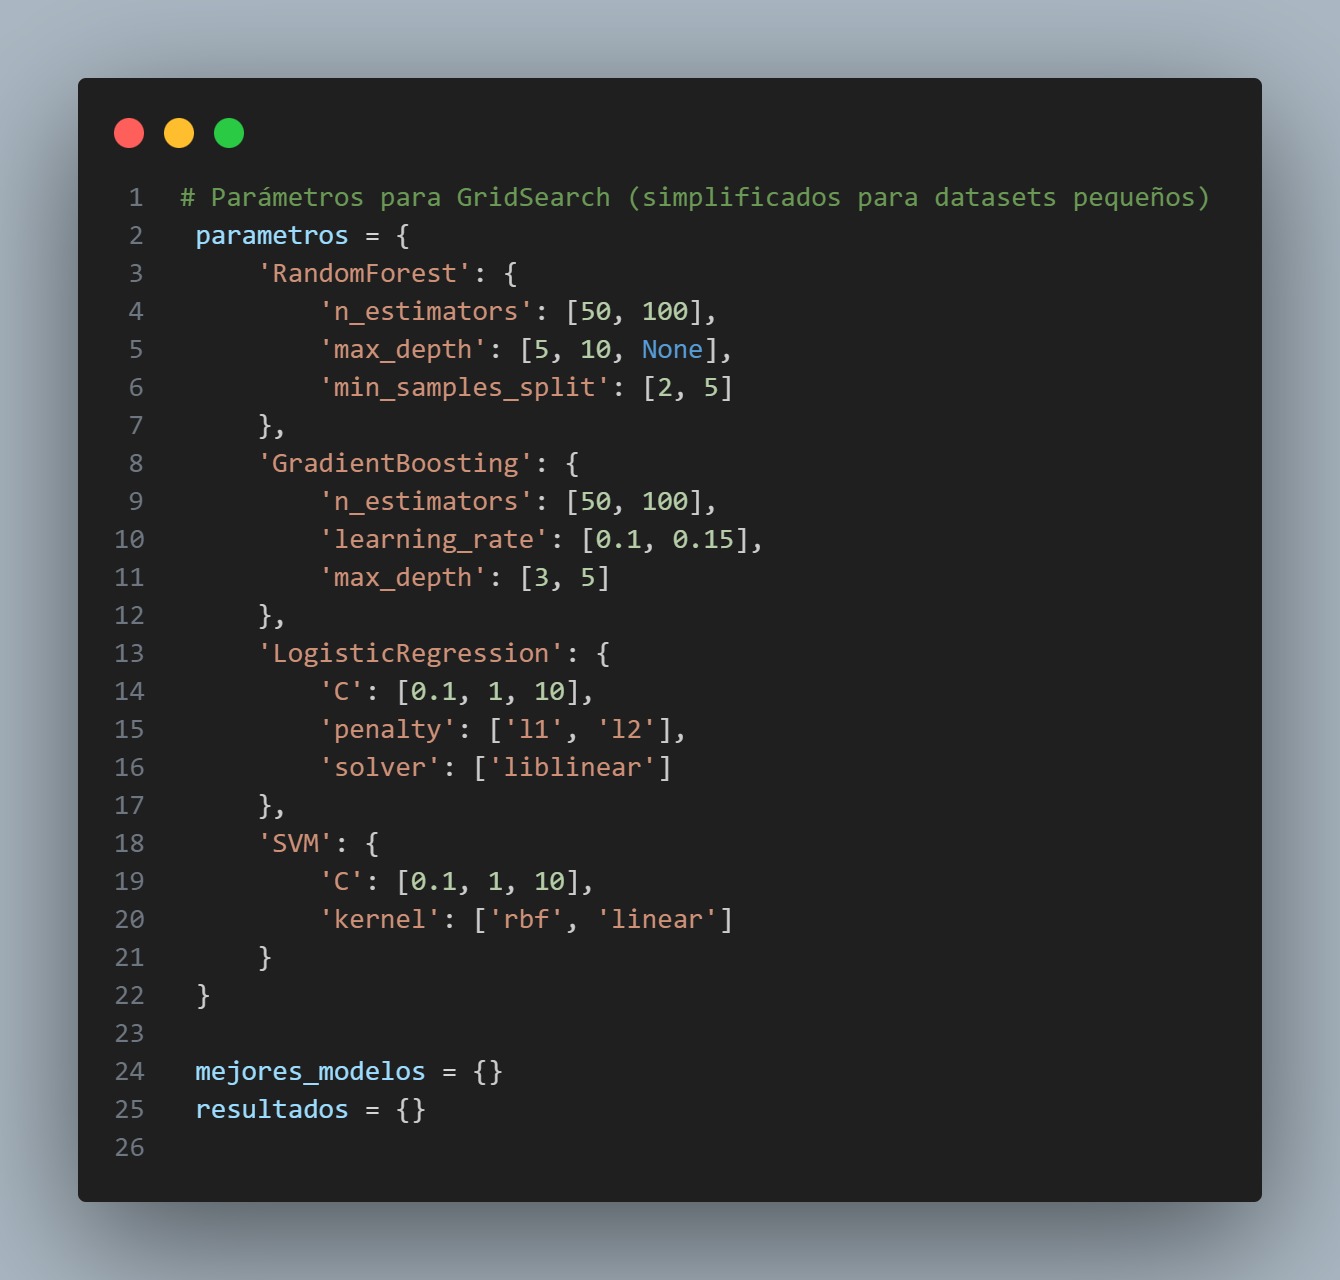 1 # Parámetros para GridSearch (simplificados para datasets pequeños)
2  parametros = {
3      'RandomForest': {
4          'n_estimators': [50, 100],
5          'max_depth': [5, 10, None],
6          'min_samples_split': [2, 5]
7      },
8      'GradientBoosting': {
9          'n_estimators': [50, 100],
10          'learning_rate': [0.1, 0.15],
11          'max_depth': [3, 5]
12      },
13      'LogisticRegression': {
14          'C': [0.1, 1, 10],
15          'penalty': ['l1', 'l2'],
16          'solver': ['liblinear']
17      },
18      'SVM': {
19          'C': [0.1, 1, 10],
20          'kernel': ['rbf', 'linear']
21      }
22  }
23
24  mejores_modelos = {}
25  resultados = {}
26